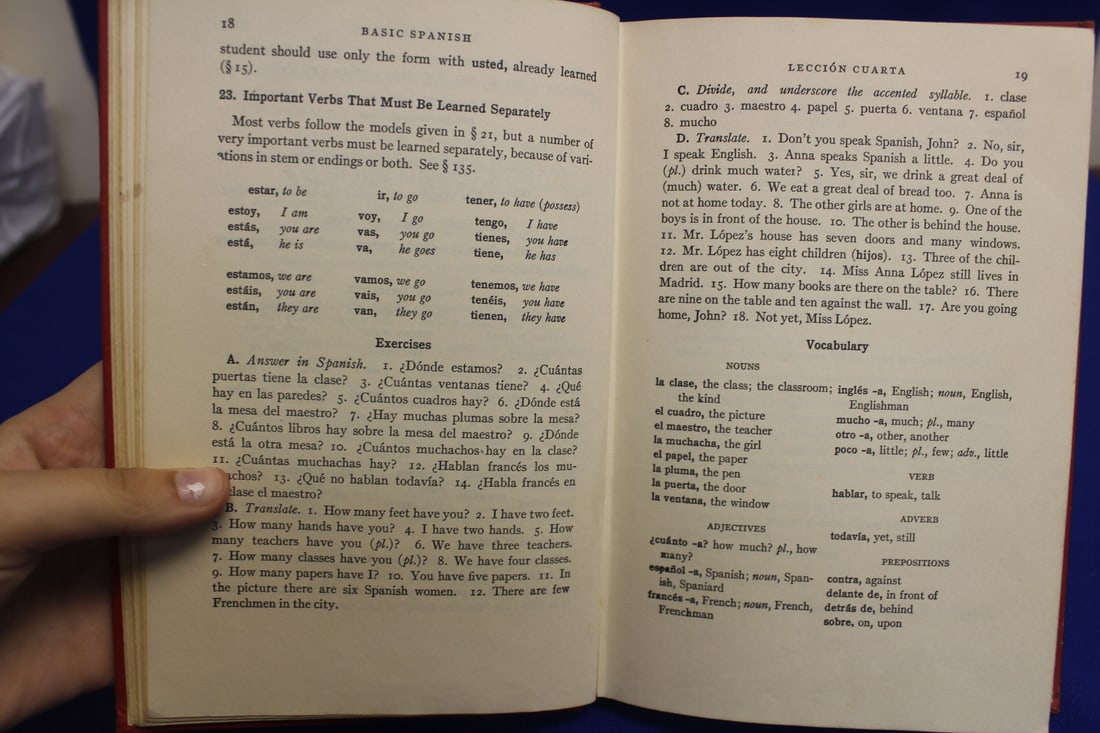 18
BASIC SPANISH
student should use only the form with usted, already learned
(§ 15).
23. Important Verbs That Must Be Learned Separately
Most verbs follow the models given in § 21, but a number of
very important verbs must be learned separately, because of vari-
ations in stem or endings or both. See § 135.
estar, to be
ir, to go
tener, to have (possess)
estoy, I am
voy, I go
tengo, I have
estás, you are
vas, you go
tienes, you have
está, he is
va, he goes
tiene, he has
estamos, we are
vamos, we go
tenemos, we have
estáis, you are
vais, you go
tenéis, you have
están, they are
van, they go
tienen, they have
Exercises
A. Answer in Spanish. 1. ¿Dónde estamos? 2. ¿Cuántas
puertas tiene la clase? 3. ¿Cuántas ventanas tiene? 4. ¿Qué
hay en las paredes? 5. ¿Cuántos cuadros hay? 6. ¿Dónde está
la mesa del maestro? 7. ¿Hay muchas plumas sobre la mesa?
8. ¿Cuántos libros hay sobre la mesa del maestro? 9. ¿Dónde
está la otra mesa? 10. ¿Cuántos muchachos hay en la clase?
11. ¿Cuántas muchachas hay? 12. ¿Hablan francés los mu-
achos? 13. ¿Qué no hablan todavía? 14. ¿Habla francés en
clase el maestro?
B. Translate. 1. How many feet have you? 2. I have two feet.
3. How many hands have you? 4. I have two hands. 5. How
many teachers have you (pl.)? 6. We have three teachers.
7. How many classes have you (pl.)? 8. We have four classes.
9. How many papers have I? 10. You have five papers. 11. In
the picture there are six Spanish women. 12. There are few
Frenchmen in the city.
LECCIÓN CUARTA
19
C. Divide, and underscore the accented syllable. 1. clase
2. cuadro 3. maestro 4. papel 5. puerta 6. ventana 7. español
8. mucho
D. Translate. 1. Don't you speak Spanish, John? 2. No, sir,
I speak English. 3. Anna speaks Spanish a little. 4. Do you
(pl.) drink much water? 5. Yes, sir, we drink a great deal of
(much) water. 6. We eat a great deal of bread too. 7. Anna is
not at home today. 8. The other girls are at home. 9. One of the
boys is in front of the house. 10. The other is behind the house.
11. Mr. López's house has seven doors and many windows.
12. Mr. López has eight children (hijos). 13. Three of the chil-
dren are out of the city. 14. Miss Anna López still lives in
Madrid. 15. How many books are there on the table? 16. There
are nine on the table and ten against the wall. 17. Are you going
home, John? 18. Not yet, Miss López.
Vocabulary
NOUNS
la clase, the class; the classroom;
the kind
el cuadro, the picture
el maestro, the teacher
la muchacha, the girl
el papel, the paper
la pluma, the pen
la puerta, the door
la ventana, the window
ADJECTIVES
¿cuánto -a? how much? pl., how
many?
español -a, Spanish; noun, Span-
ish, Spaniard
francés -a, French; noun, French,
Frenchman
inglés -a, English; noun, English,
Englishman
mucho -a, much; pl., many
otro -a, other, another
poco -a, little; pl., few; adv., little
VERB
hablar, to speak, talk
ADVERB
todavía, yet, still
PREPOSITIONS
contra, against
delante de, in front of
detrás de, behind
sobre, on, upon